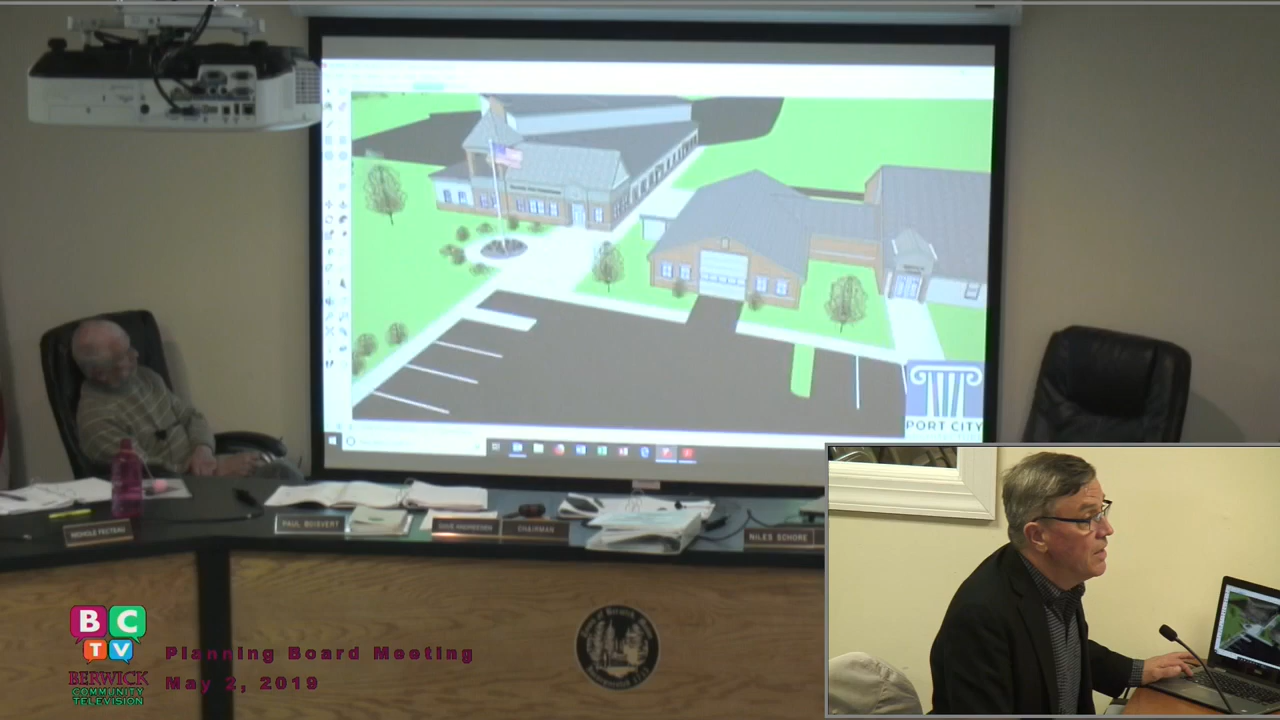 PORT CITY
NICHOLE FECTEAU
PAUL BOISVERT
CHAIRMAN
NILES SCHORE
BC
TV
BERWICK
COMMUNITY
TELEVISION
Planning Board Meeting
May 2, 2019